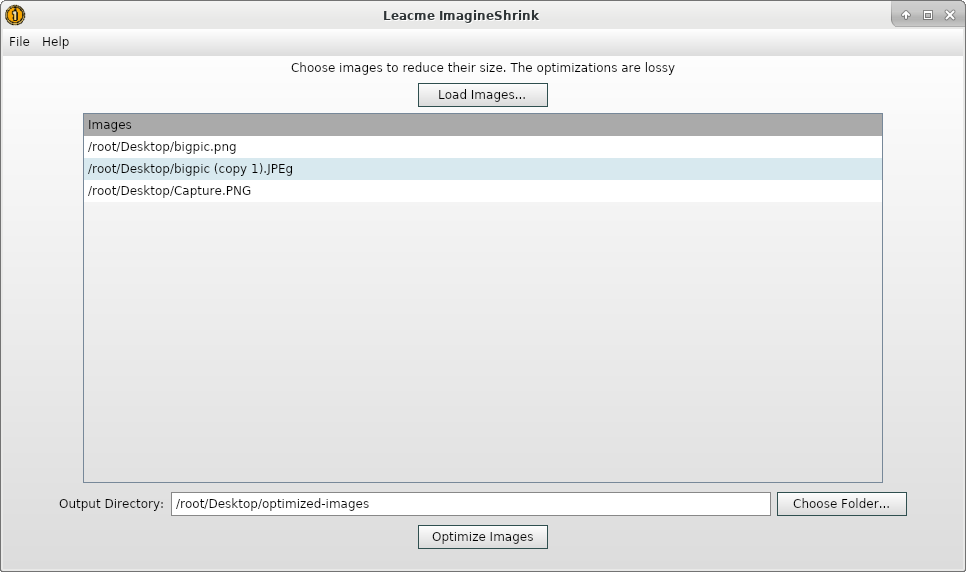 Leacme ImagineShrink
File Help
Choose images to reduce their size. The optimizations are lossy
Load Images...
Images
/root/Desktop/bigpic.png
/root/Desktop/bigpic (copy 1).JPEg
/root/Desktop/Capture.PNG
Output Directory: /root/Desktop/optimized-images Choose Folder...
Optimize Images